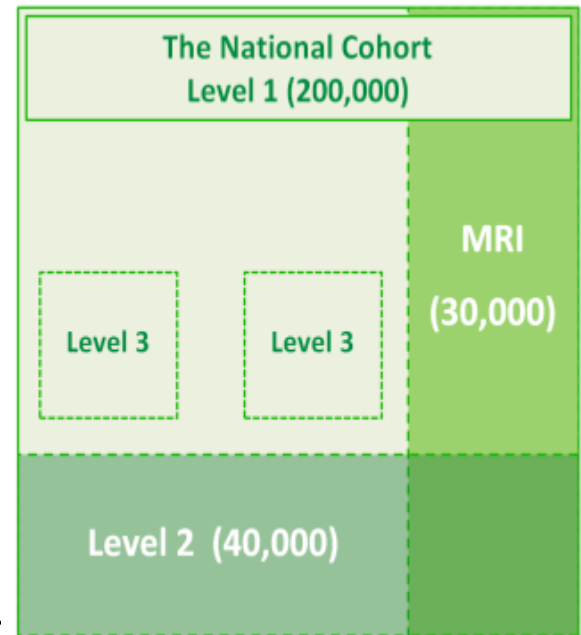 The National Cohort
Level 1 (200,000)
MRI
(30,000)
Level 3
Level 3
Level 2 (40,000)